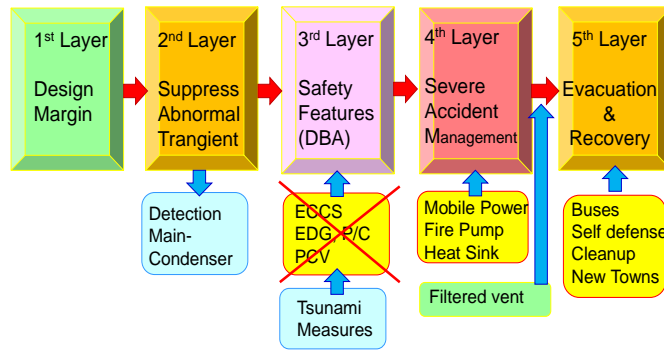 1st Layer
Design
Margin
2nd Layer
Suppress
Abnormal
Trangient
3rd Layer
Safety
Features
(DBA)
4th Layer
Severe
Accident
Management
5th Layer
Evacuation
&
Recovery
Detection
Main-
Condenser
ECCS
EDG, P/C
PCV
Tsunami
Measures
Mobile Power
Fire Pump
Heat Sink
Filtered vent
Buses
Self defense
Cleanup
New Towns